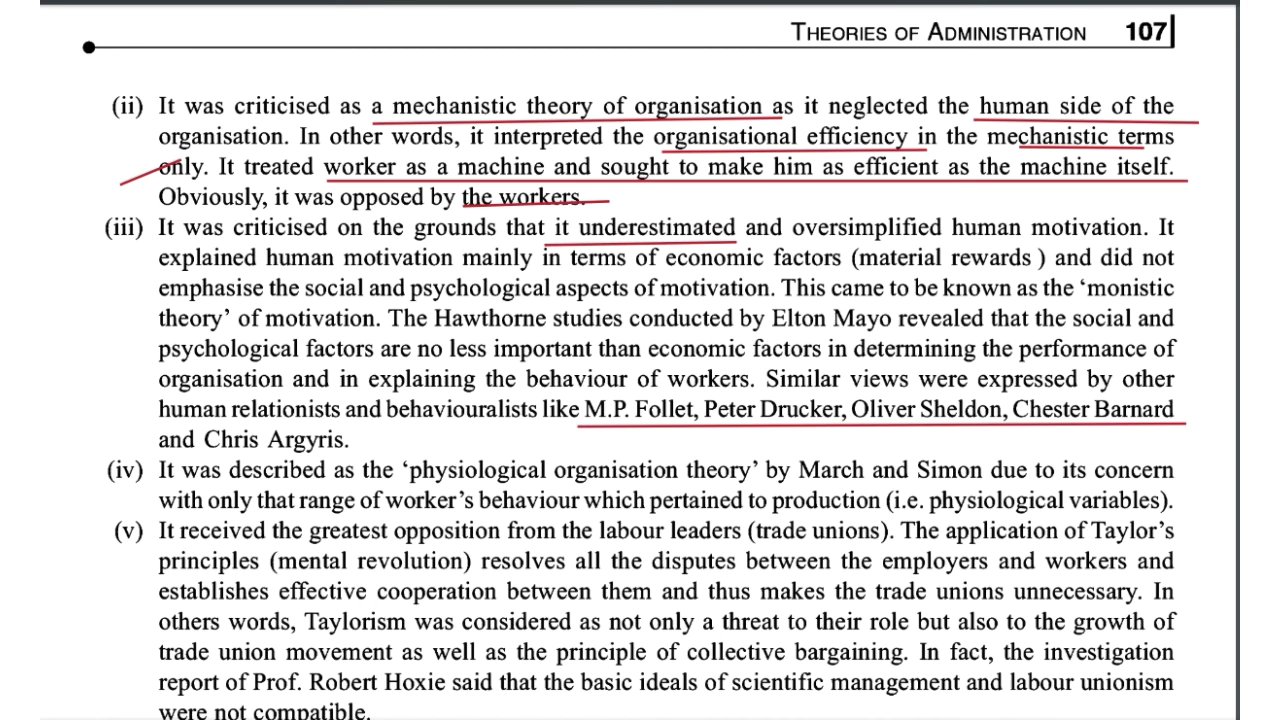 THEORIES OF ADMINISTRATION 107
(ii) It was criticised as a mechanistic theory of organisation as it neglected the human side of the
organisation. In other words, it interpreted the organisational efficiency in the mechanistic terms
only. It treated worker as a machine and sought to make him as efficient as the machine itself.
Obviously, it was opposed by the workers.
(iii) It was criticised on the grounds that it underestimated and oversimplified human motivation. It
explained human motivation mainly in terms of economic factors (material rewards ) and did not
emphasise the social and psychological aspects of motivation. This came to be known as the ‘monistic
theory’ of motivation. The Hawthorne studies conducted by Elton Mayo revealed that the social and
psychological factors are no less important than economic factors in determining the performance of
organisation and in explaining the behaviour of workers. Similar views were expressed by other
human relationists and behaviouralists like M.P. Follet, Peter Drucker, Oliver Sheldon, Chester Barnard
and Chris Argyris.
(iv) It was described as the ‘physiological organisation theory’ by March and Simon due to its concern
with only that range of worker’s behaviour which pertained to production (i.e. physiological variables).
(v) It received the greatest opposition from the labour leaders (trade unions). The application of Taylor’s
principles (mental revolution) resolves all the disputes between the employers and workers and
establishes effective cooperation between them and thus makes the trade unions unnecessary. In
others words, Taylorism was considered as not only a threat to their role but also to the growth of
trade union movement as well as the principle of collective bargaining. In fact, the investigation
report of Prof. Robert Hoxie said that the basic ideals of scientific management and labour unionism
were not compatible.